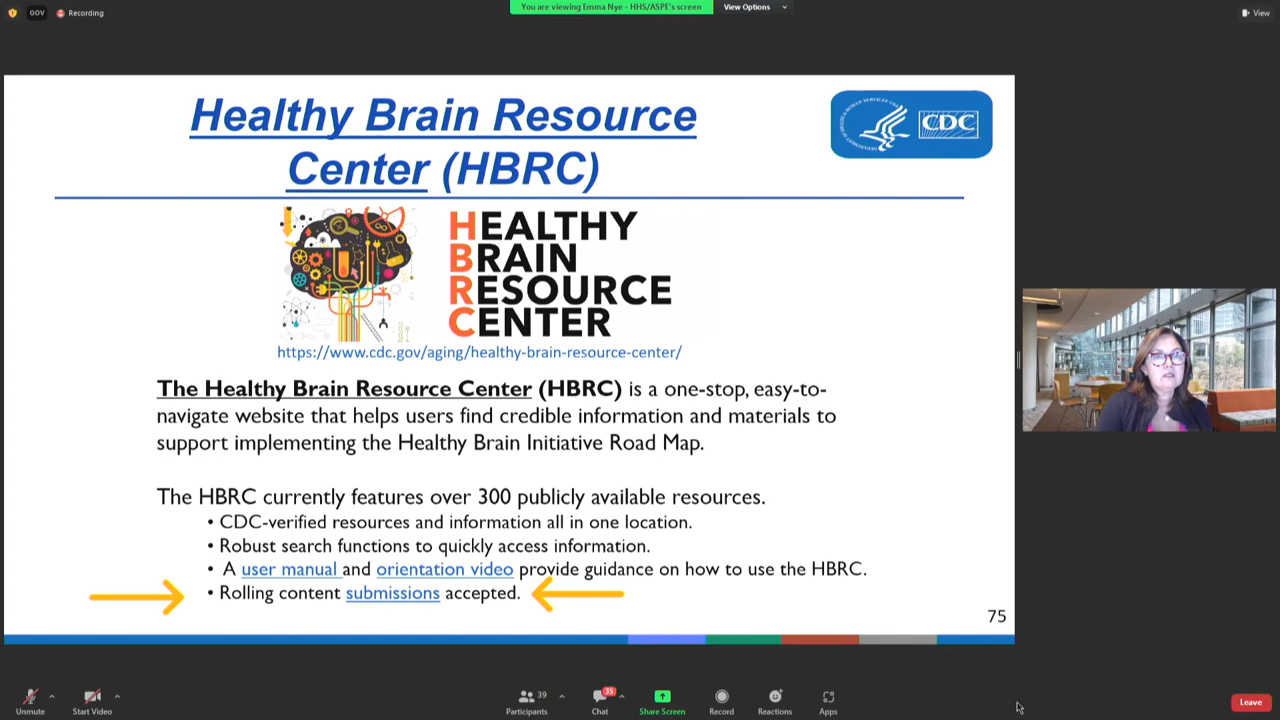 GOV
Recording
You are viewing Emma Nye - HHS/ASPE's screen
View Options
View
Healthy Brain Resource
Center (HBRC)
CDC
HEALTHY
BRAIN
RESOURCE
CENTER
https://www.cdc.gov/aging/healthy-brain-resource-center/
The Healthy Brain Resource Center (HBRC) is a one-stop, easy-to-
navigate website that helps users find credible information and materials to
support implementing the Healthy Brain Initiative Road Map.
The HBRC currently features over 300 publicly available resources.
• CDC-verified resources and information all in one location.
• Robust search functions to quickly access information.
• A user manual and orientation video provide guidance on how to use the HBRC.
• Rolling content submissions accepted.
75
Unmute
Start Video
39
Participants
35
Chat
Share Screen
Record
Reactions
Apps
Leave